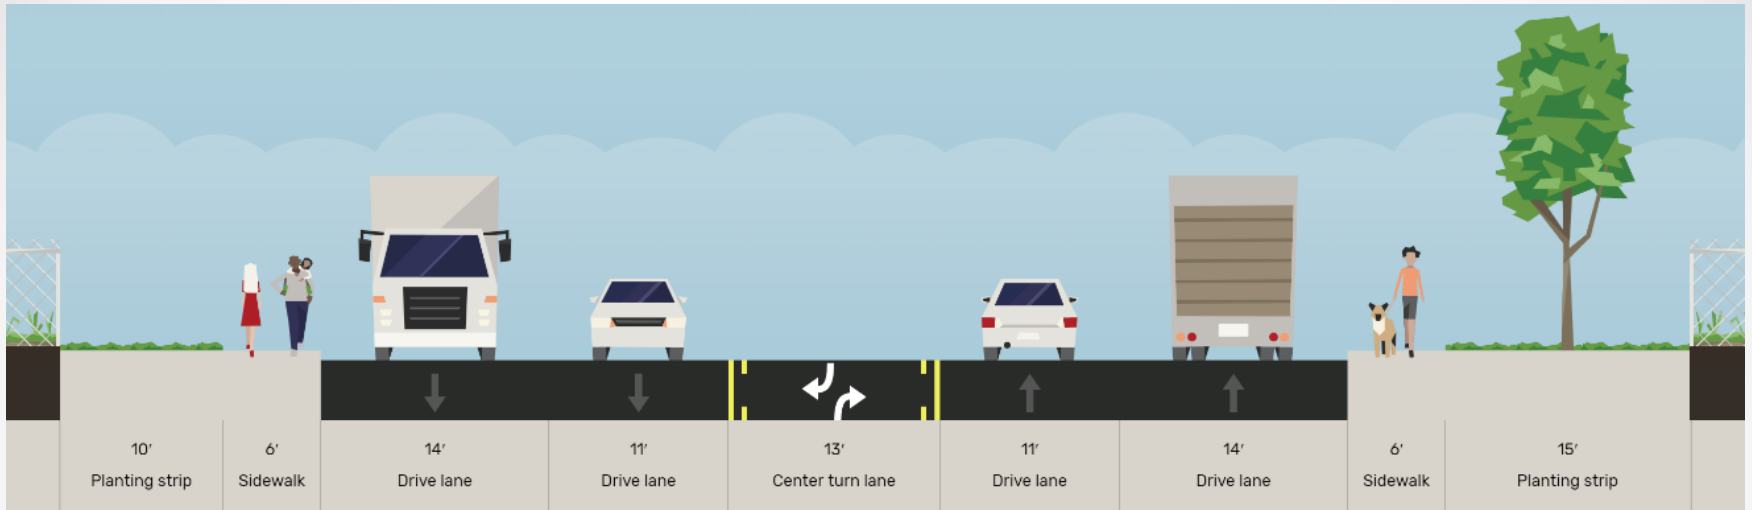 10′ 6′ 14′ 11′ 13′ 11′ 14′ 6′ 15′
Planting strip Sidewalk Drive lane Drive lane Center turn lane Drive lane Drive lane Sidewalk Planting strip